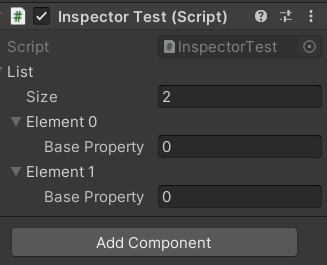 Inspector Test (Script)
Script #InspectorTest
List
Size 2
Element 0
Base Property 0
Element 1
Base Property 0
Add Component